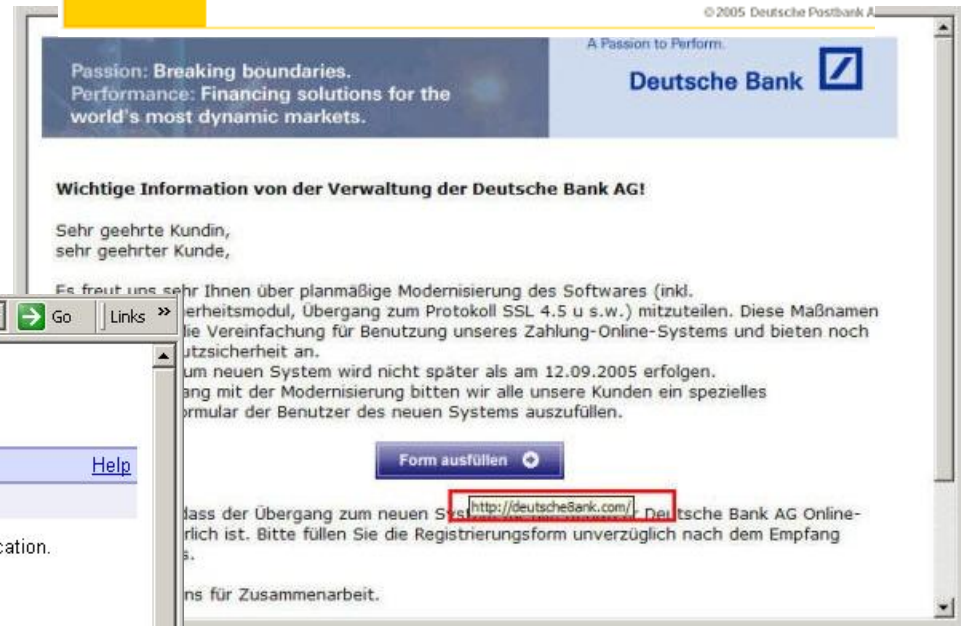 © 2005 Deutsche Postbank A
Passion: Breaking boundaries.
Performance: Financing solutions for the
world's most dynamic markets.
A Passion to Perform.
Deutsche Bank
Wichtige Information von der Verwaltung der Deutsche Bank AG!
Sehr geehrte Kundin,
sehr geehrter Kunde,
Es freut uns sehr Ihnen über planmäßige Modernisierung des Softwares (inkl.
erheitsmodul, Übergang zum Protokoll SSL 4.5 u s.w.) mitzuteilen. Diese Maßnamen
die Vereinfachung für Benutzung unseres Zahlung-Online-Systems und bieten noch
utzsicherheit an.
um neuen System wird nicht später als am 12.09.2005 erfolgen.
ang mit der Modernisierung bitten wir alle unsere Kunden ein spezielles
ormular der Benutzer des neuen Systems auszufüllen.
Form ausfüllen
http://deutsche8ank.com/
dass der Übergang zum neuen Deutsche Bank AG Online-
rlich ist. Bitte füllen Sie die Registrierungsform unverzüglich nach dem Empfang
s.
ns für Zusammenarbeit.
Go
Links »
Help
cation.